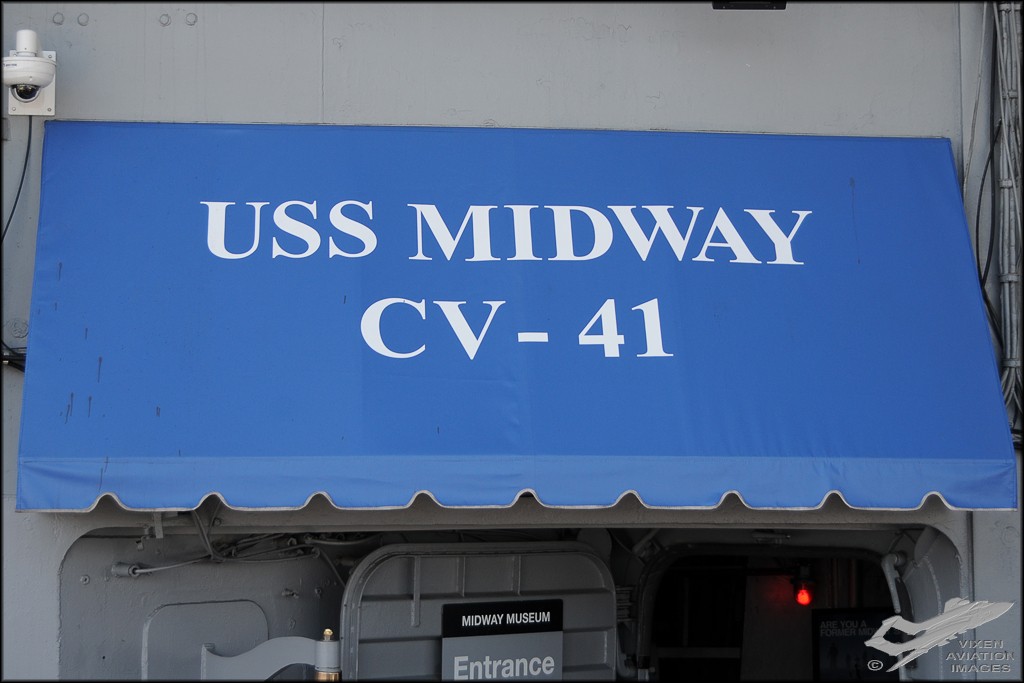 USS MIDWAY
CV- 41
MIDWAY MUSEUM
Entrance
ARE YOU A
FORMER
© VIXEN
AVIATION
IMAGES